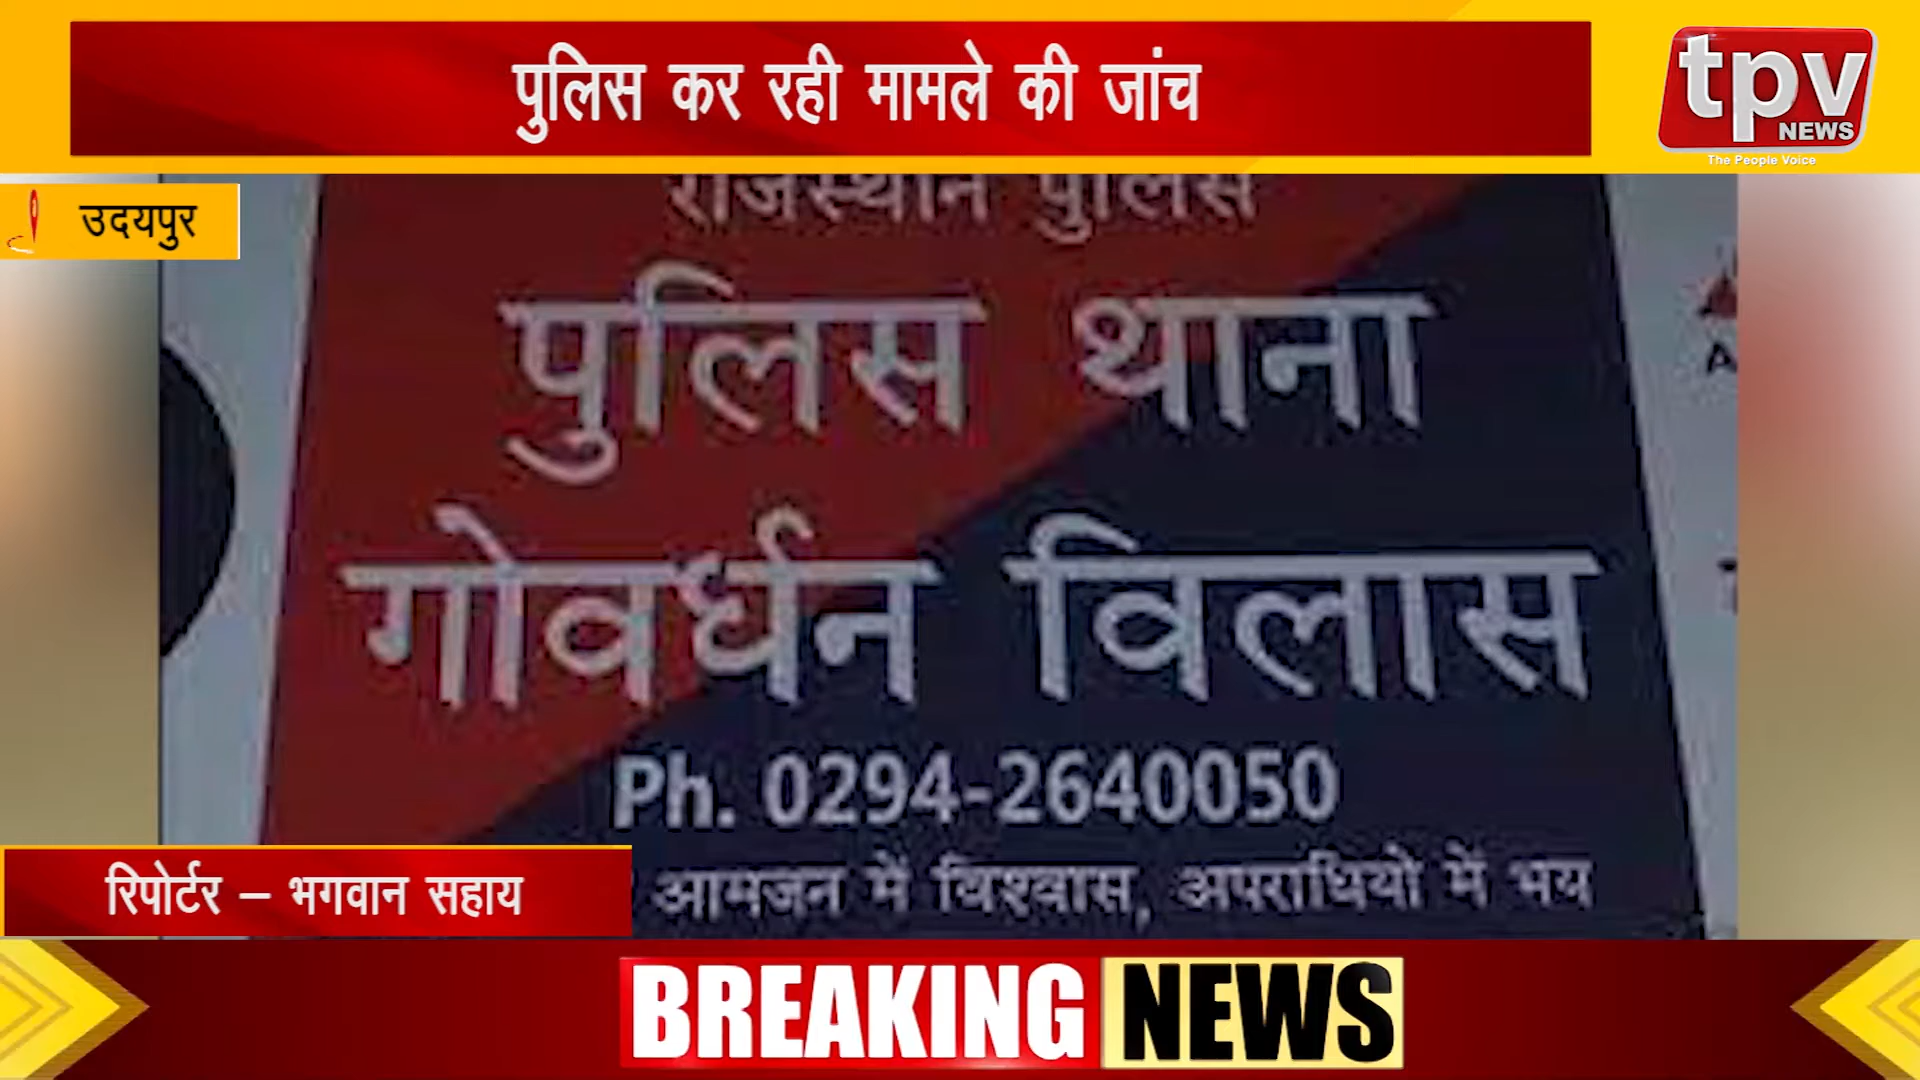 पुलिस कर रही मामले की जांच
tpv
NEWS
The People Voice
उदयपुर
राजस्थान पुलिस
पुलिस थाना
गोवर्धन विलास
Ph. 0294-2640050
आमजन में विश्वास, अपराधियों में भय
रिपोर्टर – भगवान सहाय
BREAKING NEWS